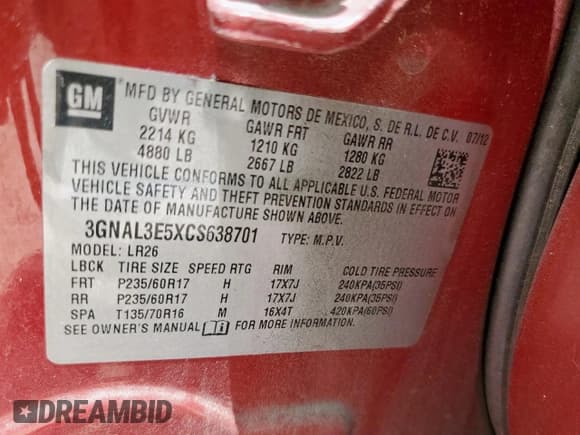 GM
MFD BY GENERAL MOTORS DE MEXICO, S. DE R.L. DE C.V. 07/12
GVWR GAWR FRT GAWR RR
2214 KG 1210 KG 1280 KG
4880 LB 2667 LB 2822 LB
THIS VEHICLE CONFORMS TO ALL APPLICABLE U.S. FEDERAL MOTOR
VEHICLE SAFETY AND THEFT PREVENTION STANDARDS IN EFFECT ON
THE DATE OF MANUFACTURE SHOWN ABOVE.
3GNAL3E5XCS638701 TYPE: M.P.V.
MODEL: LR26
LBCK TIRE SIZE SPEED RTG RIM COLD TIRE PRESSURE
FRT P235/60R17 H 17X7J 240KPA(35PSI)
RR P235/60R17 H 17X7J 240KPA(35PSI)
SPA T135/70R16 M 16X4T 420KPA(60PSI)
SEE OWNER'S MANUAL FOR MORE INFORMATION.
DREAMBID